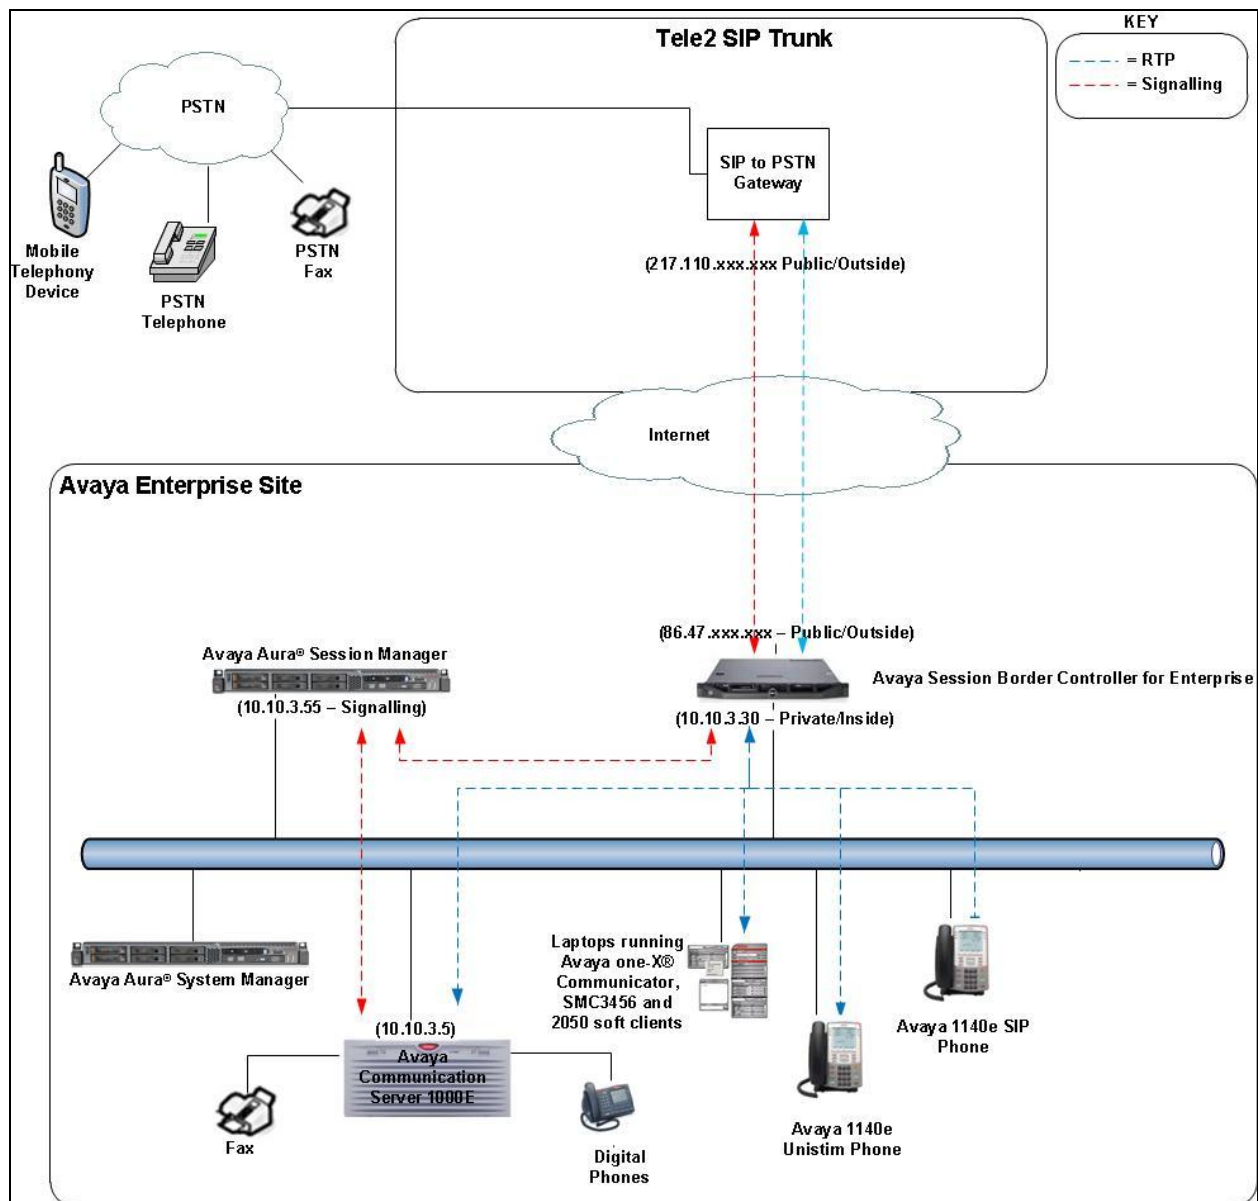 KEY
= RTP
= Signalling
Tele2 SIP Trunk
PSTN
SIP to PSTN
Gateway
Mobile
Telephony
Device
PSTN
Telephone
PSTN
Fax
(217.110.xxx.xxx Public/Outside)
Internet
Avaya Enterprise Site
(86.47.xxx.xxx – Public/Outside)
Avaya Aura® Session Manager
(10.10.3.55 – Signalling)
Avaya Session Border Controller for Enterprise
(10.10.3.30 – Private/Inside)
Avaya Aura® System Manager
Laptops running
Avaya one-X®
Communicator,
SMC3456 and
2050 soft clients
Avaya 1140e SIP
Phone
Avaya 1140e
Unistim Phone
(10.10.3.5)
Avaya
Communication
Server 1000E
Fax
Digital
Phones